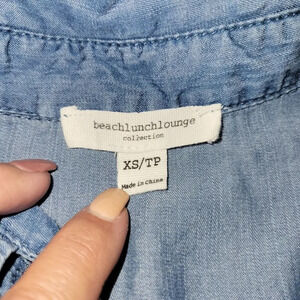 beachlunchlounge
collection
XS/TP
Made in China